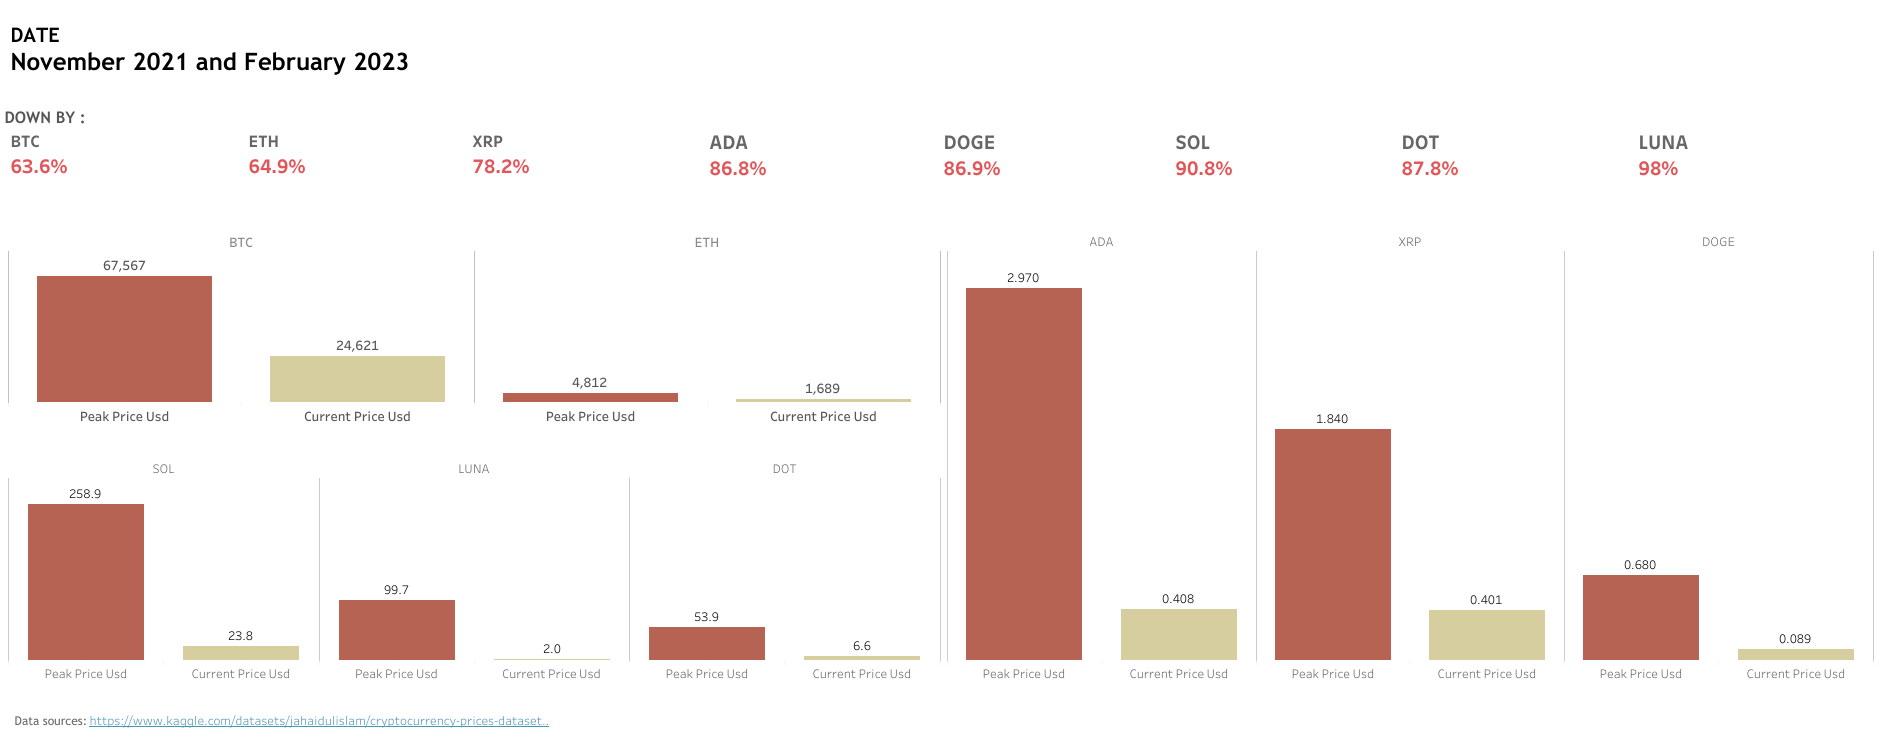 DATE
November 2021 and February 2023
DOWN BY :
BTC ETH XRP ADA DOGE SOL DOT LUNA
63.6% 64.9% 78.2% 86.8% 86.9% 90.8% 87.8% 98%
BTC ETH
67,567 24,621 4,812 1,689
Peak Price Usd Current Price Usd Peak Price Usd Current Price Usd
SOL LUNA DOT
258.9 23.8 99.7 2.0 53.9 6.6
Peak Price Usd Current Price Usd Peak Price Usd Current Price Usd Peak Price Usd Current Price Usd
ADA XRP DOGE
2.970 0.408 1.840 0.401 0.680 0.089
Peak Price Usd Current Price Usd Peak Price Usd Current Price Usd Peak Price Usd Current Price Usd
Data sources: https://www.kaggle.com/datasets/jahaidulislam/cryptocurrency-prices-dataset..